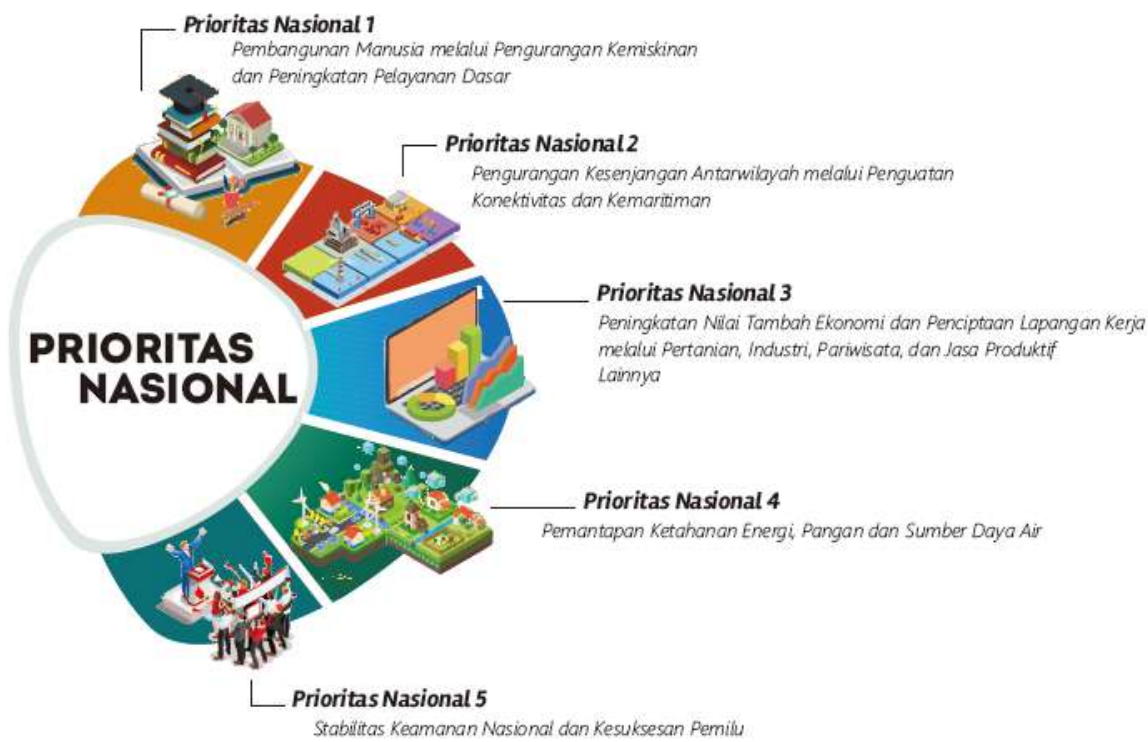 Prioritas Nasional 1
Pembangunan Manusia melalui Pengurangan Kemiskinan
dan Peningkatan Pelayanan Dasar
Prioritas Nasional 2
Pengurangan Kesenjangan Antarwilayah melalui Penguatan
Konektivitas dan Kemaritiman
Prioritas Nasional 3
Peningkatan Nilai Tambah Ekonomi dan Penciptaan Lapangan Kerja
melalui Pertanian, Industri, Pariwisata, dan Jasa Produktif
Lainnya
PRIORITAS
NASIONAL
Prioritas Nasional 4
Pemantapan Ketahanan Energi, Pangan dan Sumber Daya Air
Prioritas Nasional 5
Stabilitas Keamanan Nasional dan Kesuksesan Pemilu